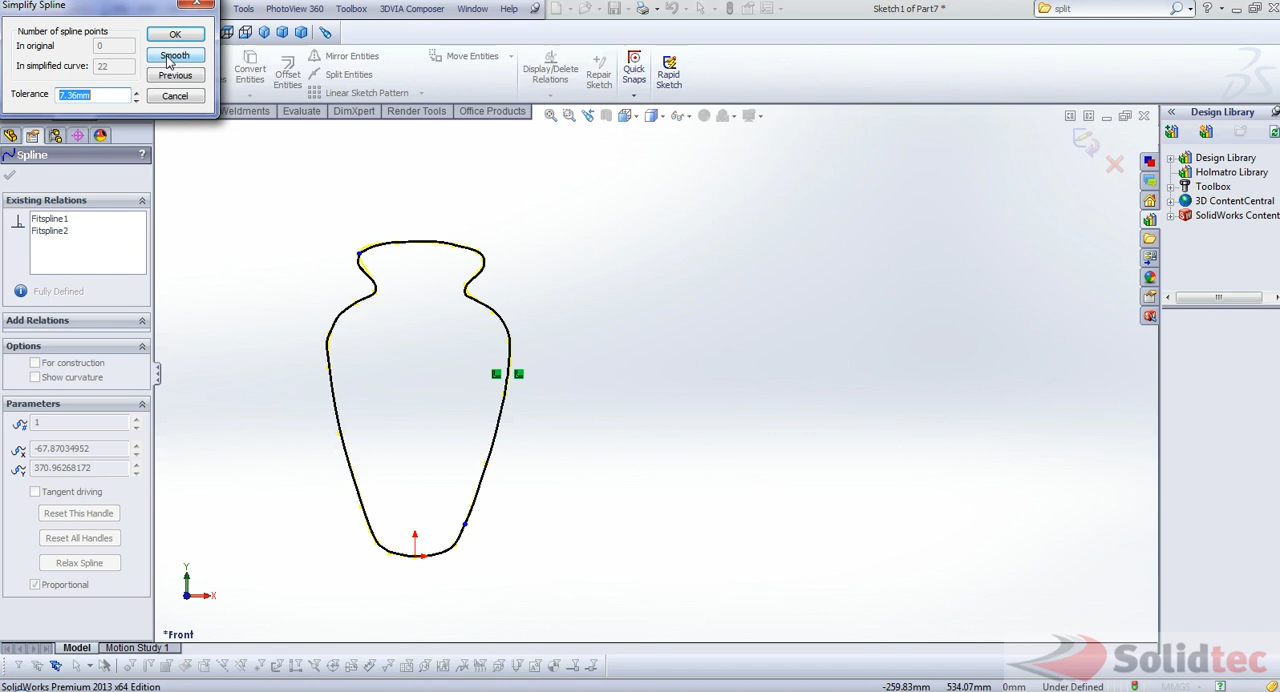 Simplify Spline
Tools PhotoView 360 Toolbox 3DVIA Composer Window Help
Sketch1 of Part7 *
split
Number of spline points
In original 0
In simplified curve: 22
Tolerance 7.36mm
OK
Smooth
Previous
Cancel
Convert Entities
Offset Entities
Mirror Entities
Split Entities
Linear Sketch Pattern
Move Entities
Display/Delete Relations
Repair Sketch
Quick Snaps
Rapid Sketch
Weldments Evaluate DimXpert Render Tools Office Products
Spline ?
Existing Relations
Fitspline1
Fitspline2
Fully Defined
Add Relations
Options
For construction
Show curvature
Parameters
1
-67.87034952
370.96268172
Tangent driving
Reset This Handle
Reset All Handles
Relax Spline
Proportional
Y
X
*Front
Design Library
Design Library
Holmatro Library
Toolbox
3D ContentCentral
SolidWorks Content
Model Motion Study 1
SolidWorks Premium 2013 x64 Edition
-259.83mm 534.07mm 0mm Under Defined MMGS
Solidtec